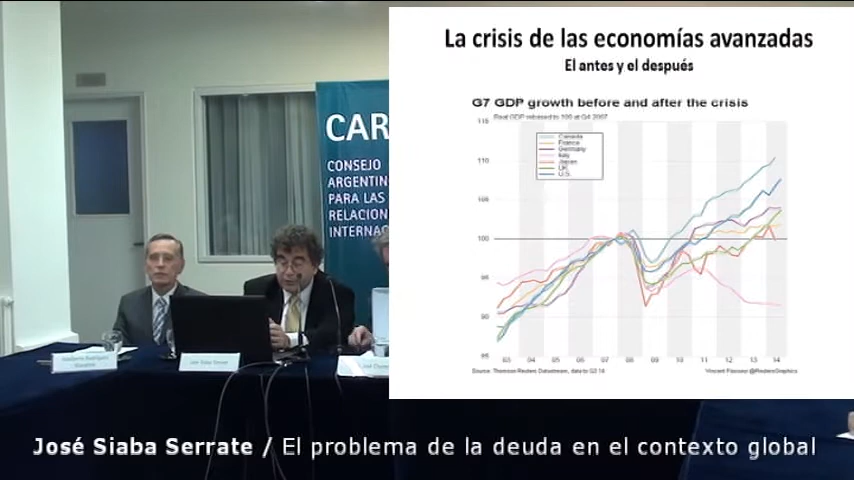 La crisis de las economías avanzadas
El antes y el después
G7 GDP growth before and after the crisis
Real GDP rebased to 100 at Q4 2007
115
110
105
100
95
90
85
Canada
France
Germany
Italy
Japan
UK
U.S.
03 04 05 06 07 08 09 10 11 12 13 14
Source: Thomson Reuters Datastream, data to Q3 14
@ReutersGraphics
CAR
CONSEJO
ARGENTIN
PARA LAS
RELACION
INTERNAC
José Siaba Serrate / El problema de la deuda en el contexto global